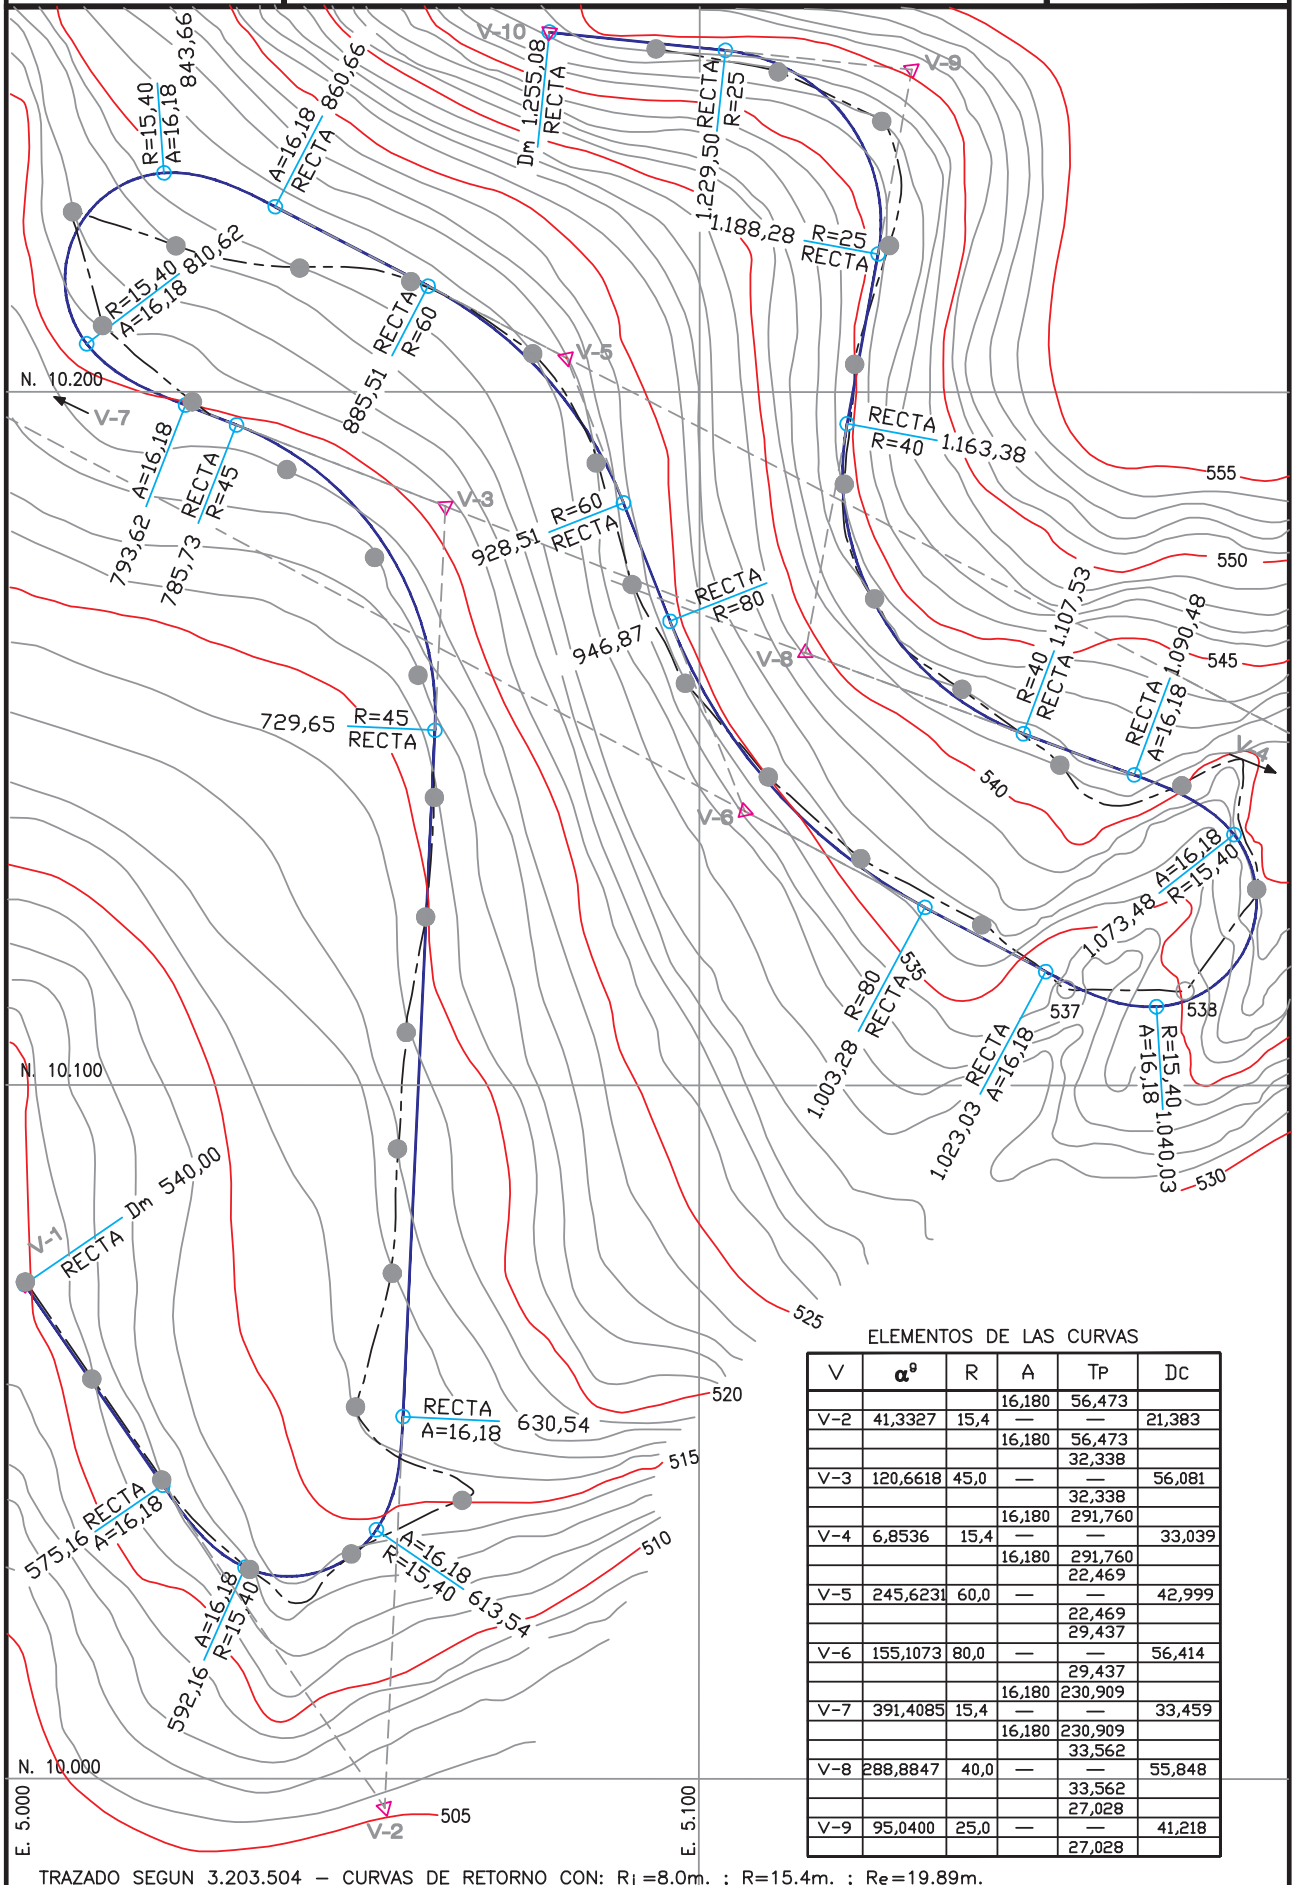 V-10
Dm 1.255,08
RECTA
1.229,50 RECTA
R=25
V-9
843,66
R=15,40
A=16,18
A=16,18 860,66
RECTA
1.188,28 R=25
RECTA
R=15,40 810,62
A=16,18
RECTA
885,51 R=60
V-5
N. 10.200
V-7
RECTA 1.163,38
R=40
793,62 A=16,18
RECTA
785,73 R=45
V-3
R=60
928,51 RECTA
555
550
RECTA
R=80
946,87
V-8
R=40 1.107,53
RECTA
RECTA 1.090,48
A=16,18
545
729,65 R=45
RECTA
V-4
540
V-6
A=16,18
1.073,48 R=15,40
535
R=80
1.003,28 RECTA
537
538
RECTA
1.023,03 A=16,18
R=15,40
A=16,18 1.040,03
530
N. 10.100
V-1
Dm 540,00
RECTA
525
520
RECTA 630,54
A=16,18
515
510
575,16 RECTA
A=16,18
A=16,18
R=15,40 613,54
A=16,18
592,16 R=15,40
N. 10.000
E. 5.000
E. 5.100
505
V-2
ELEMENTOS DE LAS CURVAS
V αg R A TP DC
16,180 56,473
V-2 41,3327 15,4 — — 21,383
16,180 56,473
32,338
V-3 120,6618 45,0 — — 56,081
32,338
16,180 291,760
V-4 6,8536 15,4 — — 33,039
16,180 291,760
22,469
V-5 245,6231 60,0 — — 42,999
22,469
29,437
V-6 155,1073 80,0 — — 56,414
29,437
16,180 230,909
V-7 391,4085 15,4 — — 33,459
16,180 230,909
33,562
V-8 288,8847 40,0 — — 55,848
33,562
27,028
V-9 95,0400 25,0 — — 41,218
27,028
TRAZADO SEGUN 3.203.504 – CURVAS DE RETORNO CON: Ri=8.0m. ; R=15.4m. ; Re=19.89m.